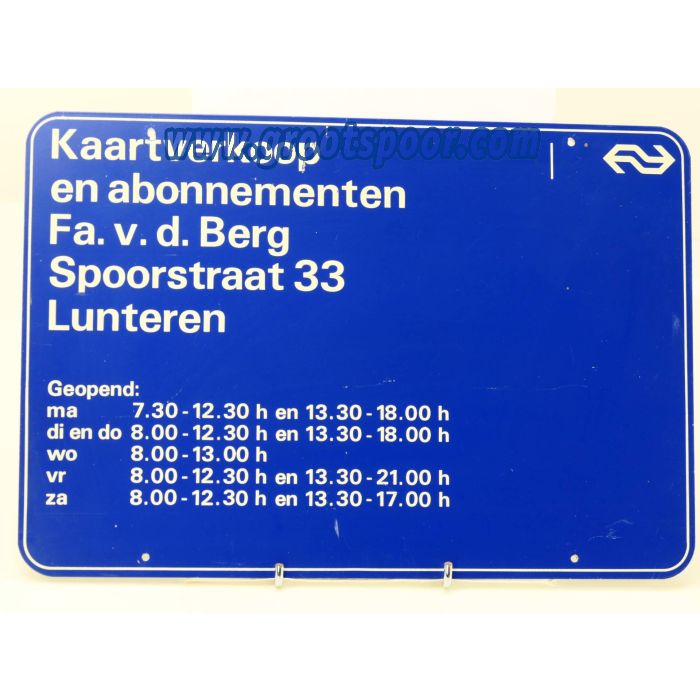 www.grootspoor.com
Kaartverkoop
en abonnementen
Fa. v. d. Berg
Spoorstraat 33
Lunteren
Geopend:
ma 7.30-12.30 h en 13.30-18.00 h
di en do 8.00-12.30 h en 13.30-18.00 h
wo 8.00-13.00 h
vr 8.00-12.30 h en 13.30-21.00 h
za 8.00-12.30 h en 13.30-17.00 h